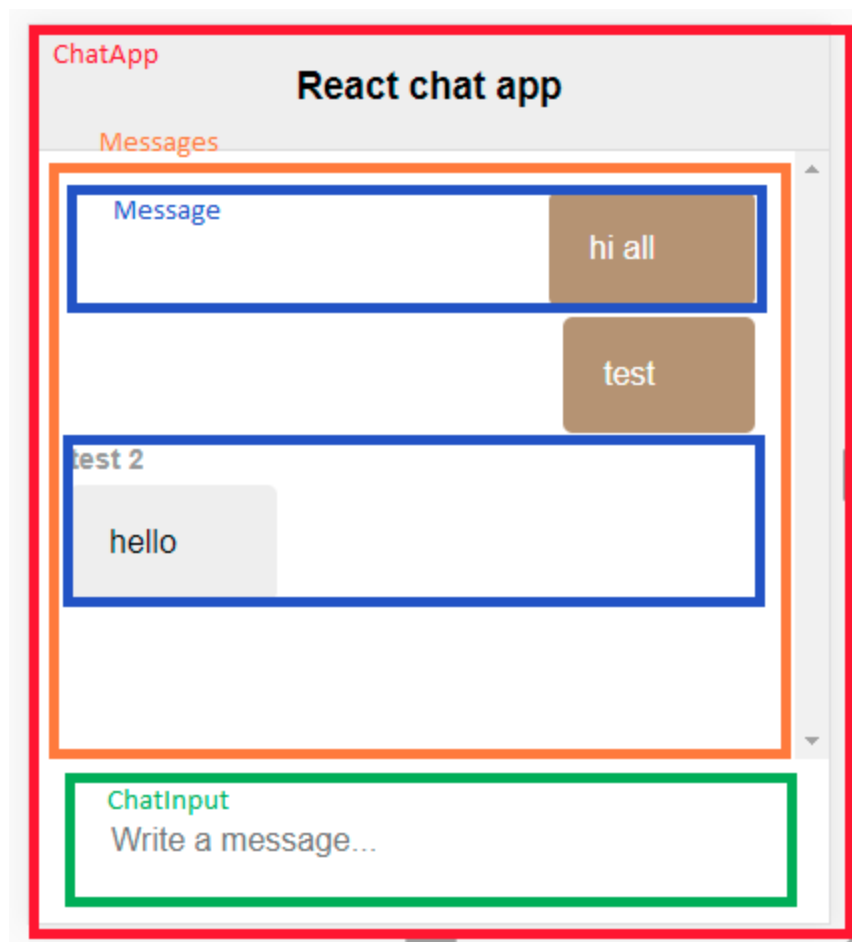 ChatApp
React chat app
Messages
Message
hi all
test
test 2
hello
ChatInput
Write a message...